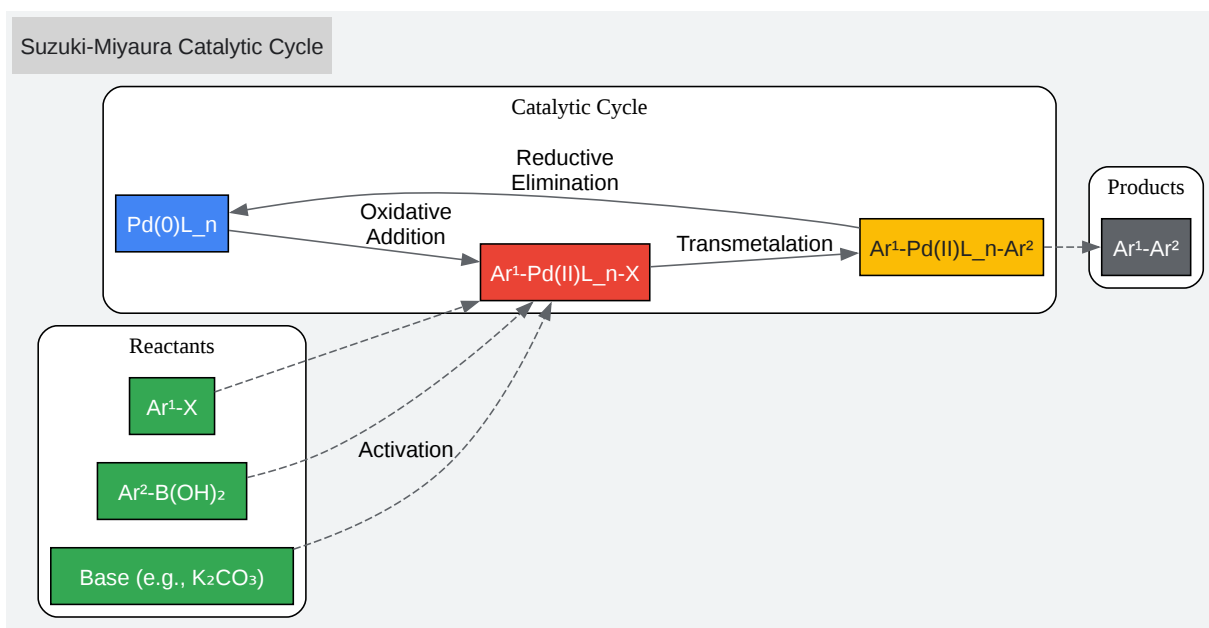 Suzuki-Miyaura Catalytic Cycle
Catalytic Cycle
Reductive
Elimination
Products
Pd(0)L_n
Oxidative
Addition
Ar¹-Pd(II)L_n-X
Transmetalation
Ar¹-Pd(II)L_n-Ar²
Ar¹-Ar²
Reactants
Ar¹-X
Activation
Ar²-B(OH)₂
Base (e.g., K₂CO₃)